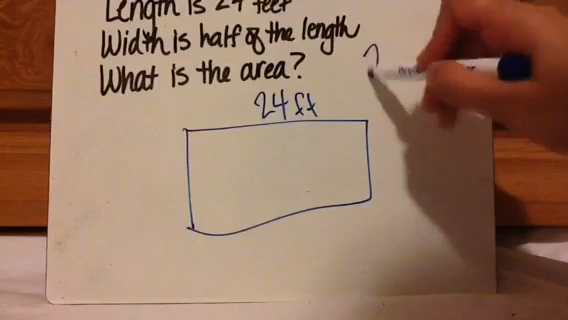 Length is 24 feet
Width is half of the length
What is the area?
24 ft